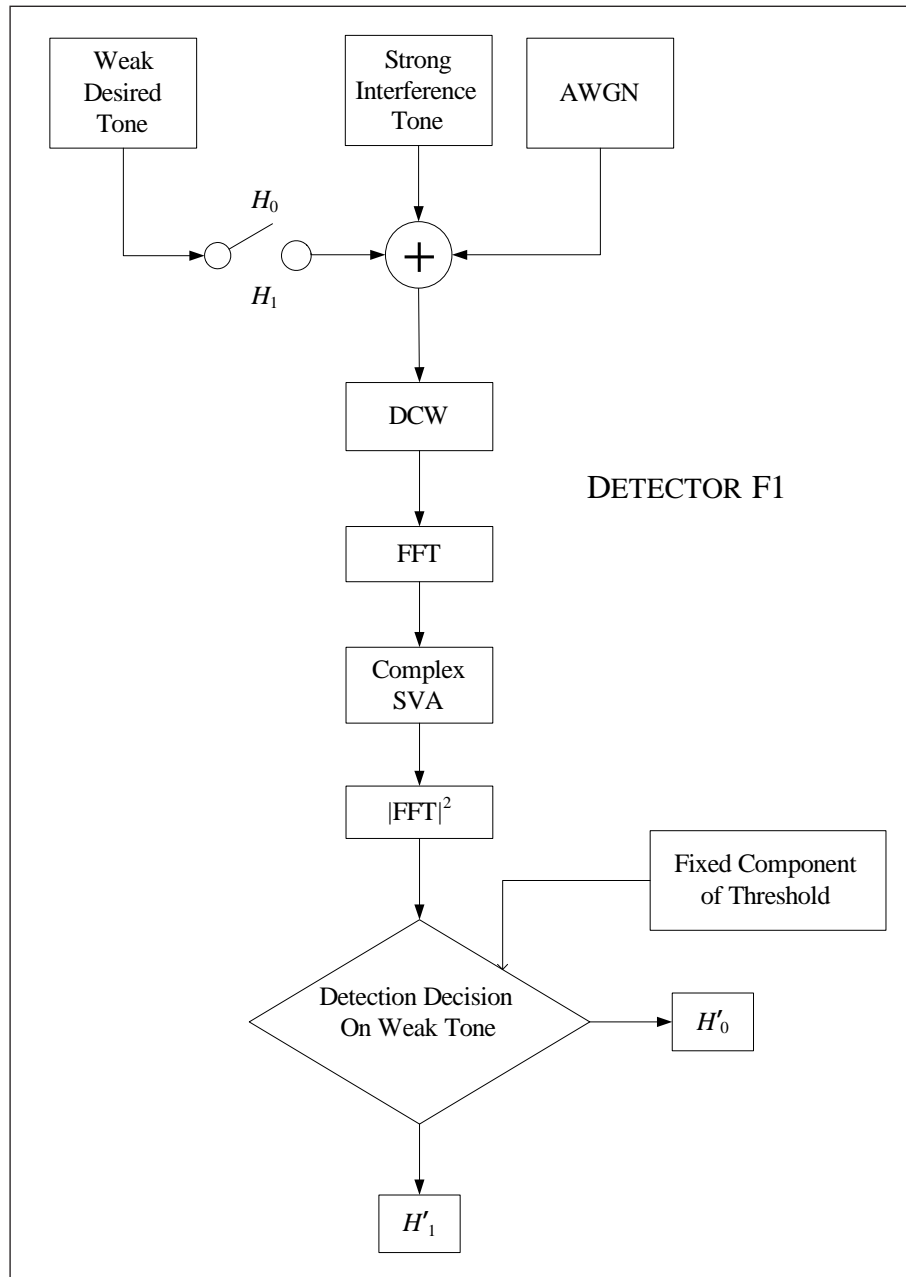 Weak
Desired
Tone
Strong
Interference
Tone
AWGN
H₀
H₁
+
DCW
DETECTOR F1
FFT
Complex
SVA
|FFT|²
Fixed Component
of Threshold
Detection Decision
On Weak Tone
H′₀
H′₁